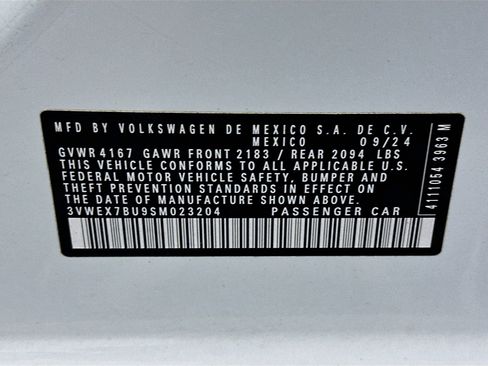 MFD BY VOLKSWAGEN DE MEXICO S.A. DE C.V.
MEXICO 09/24
GVWR 4167 GAWR FRONT 2183 / REAR 2094 LBS
THIS VEHICLE CONFORMS TO ALL APPLICABLE U.S.
FEDERAL MOTOR VEHICLE SAFETY, BUMPER AND
THEFT PREVENTION STANDARDS IN EFFECT ON
THE DATE OF MANUFACTURE SHOWN ABOVE.
3VWEX7BU9SM023204 PASSENGER CAR
4111054 3963 M